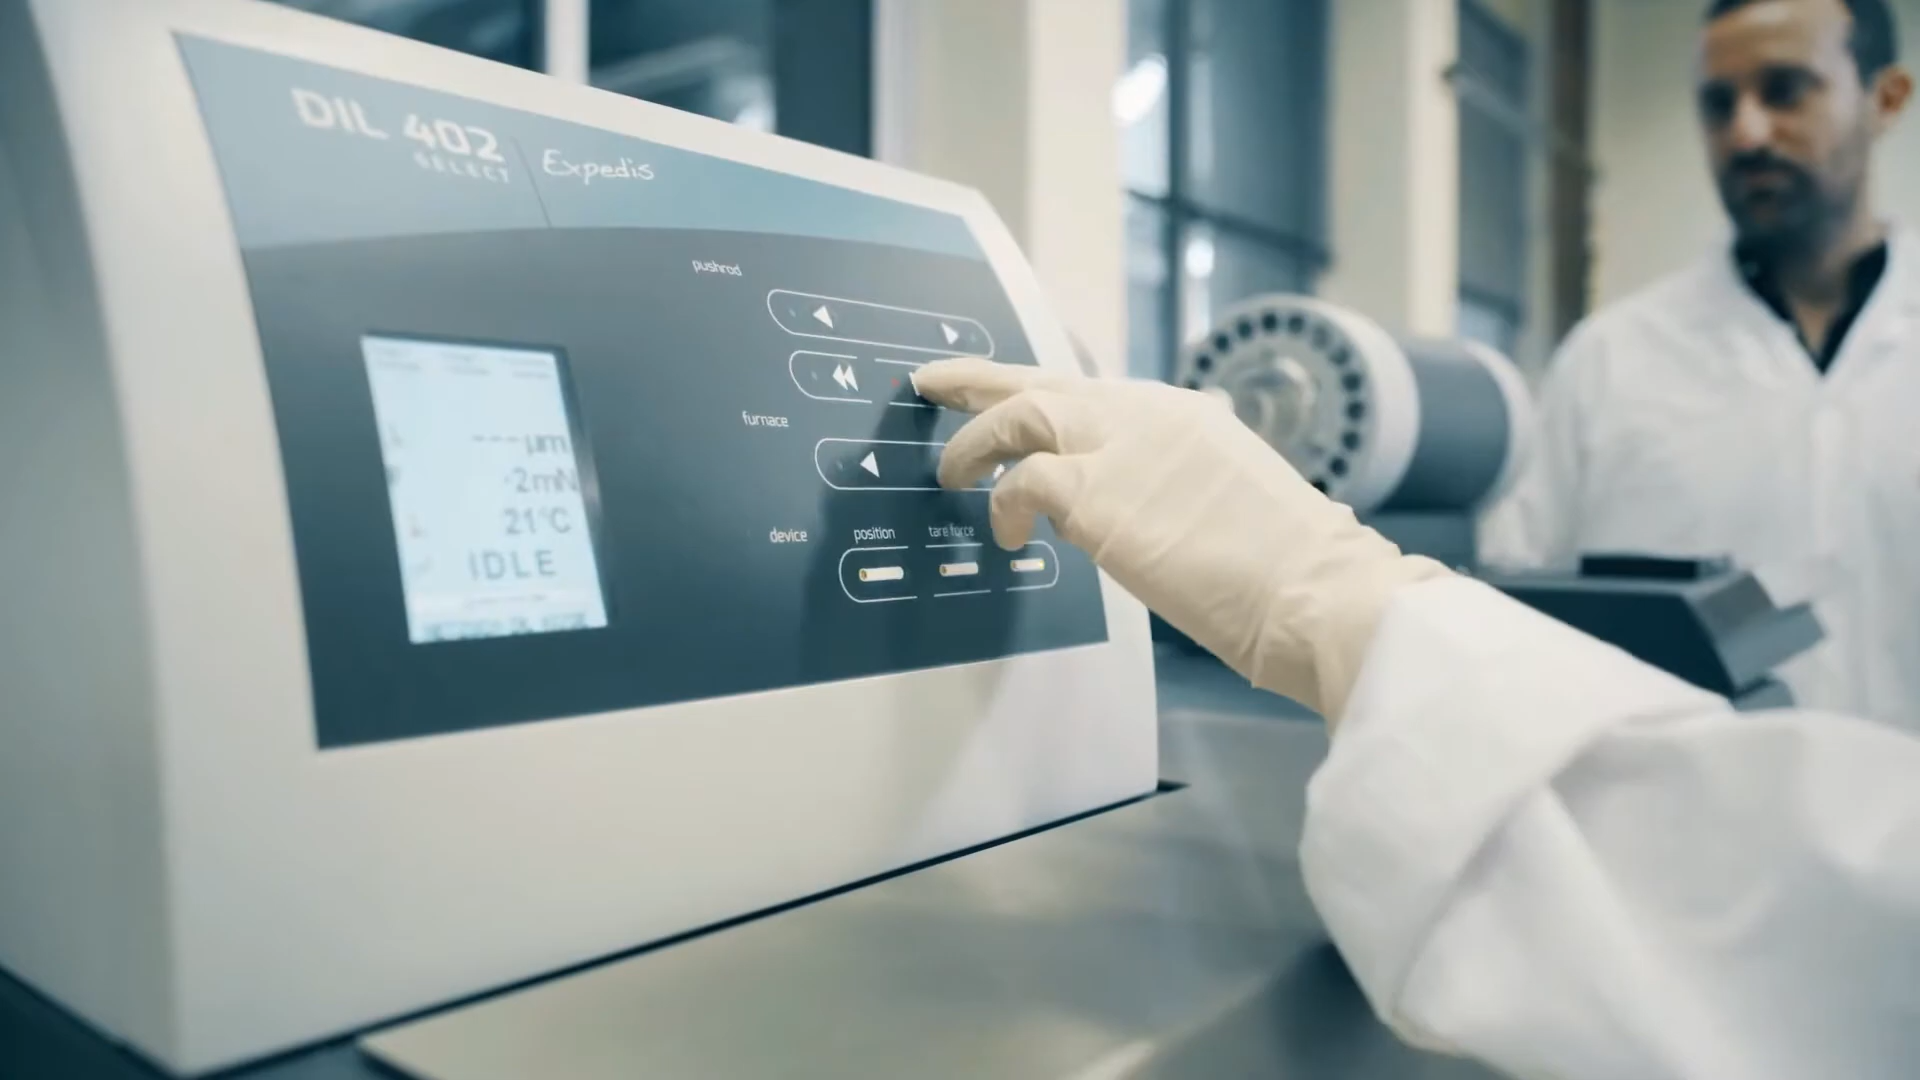 DIL 402
SELECT
Expedis
pushrod
furnace
device
position
tare force
---µm
-2mN
21°C
IDLE